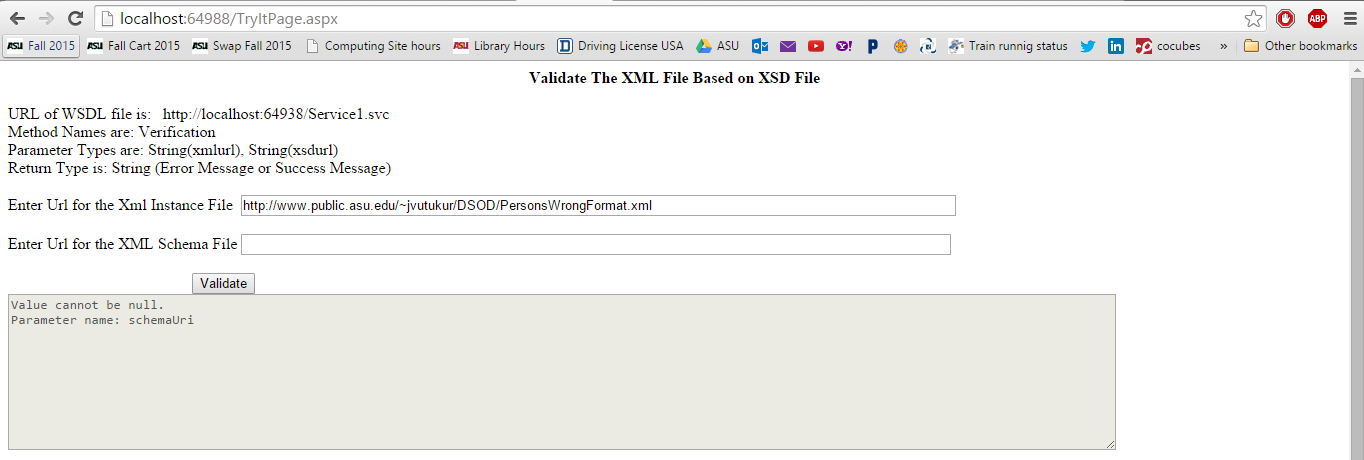 localhost:64988/TryItPage.aspx
ABP
ASU Fall 2015 ASU Fall Cart 2015 ASU Swap Fall 2015 Computing Site hours ASU Library Hours D Driving License USA ASU Y! P Train runnig status in cocubes » Other bookmarks
Validate The XML File Based on XSD File
URL of WSDL file is: http://localhost:64938/Service1.svc
Method Names are: Verification
Parameter Types are: String(xmlurl), String(xsdurl)
Return Type is: String (Error Message or Success Message)
Enter Url for the Xml Instance File http://www.public.asu.edu/~jvutukur/DSOD/PersonsWrongFormat.xml
Enter Url for the XML Schema File
Validate
Value cannot be null.
Parameter name: schemaUri